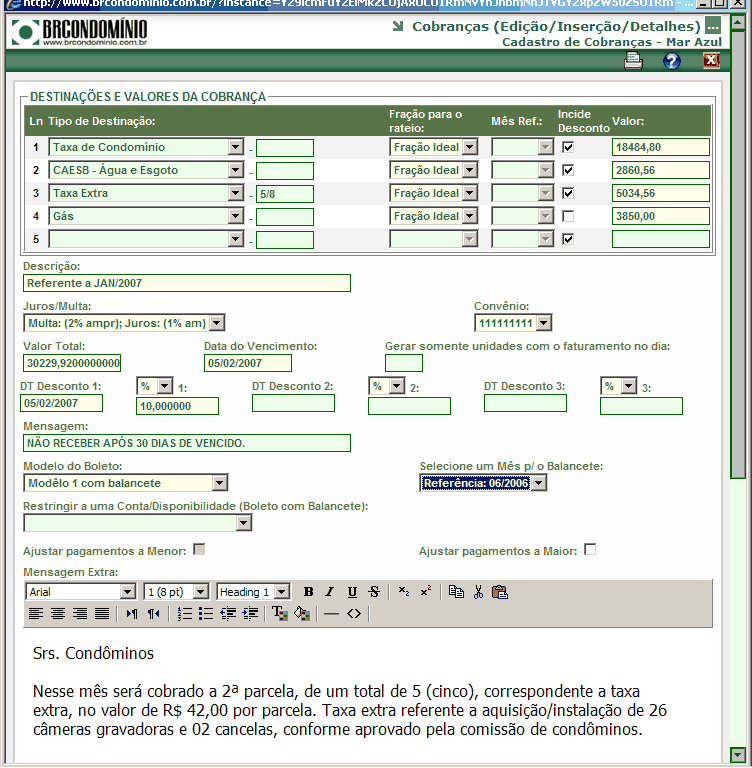 BRCONDOMÍNIO
www.brcondominio.com.br
Cobranças (Edição/Inserção/Detalhes) ...
Cadastro de Cobranças - Mar Azul
DESTINAÇÕES E VALORES DA COBRANÇA
Ln Tipo de Destinação: Fração para o rateio: Mês Ref.: Incide Desconto Valor:
1 Taxa de Condomínio - Fração Ideal 18484,80
2 CAESB - Água e Esgoto - Fração Ideal 2860,56
3 Taxa Extra - 5/8 Fração Ideal 5034,56
4 Gás - Fração Ideal 3850,00
5 -
Descrição:
Referente a JAN/2007
Juros/Multa: Convênio:
Multa: (2% ampr); Juros: (1% am) 111111111
Valor Total: Data do Vencimento: Gerar somente unidades com o faturamento no dia:
30229,9200000000 05/02/2007
DT Desconto 1: % 1: DT Desconto 2: % 2: DT Desconto 3: % 3:
05/02/2007 10,000000
Mensagem:
NÃO RECEBER APÓS 30 DIAS DE VENCIDO.
Modelo do Boleto: Selecione um Mês p/ o Balancete:
Modêlo 1 com balancete Referência: 06/2006
Restringir a uma Conta/Disponibilidade (Boleto com Balancete):
Ajustar pagamentos a Menor: Ajustar pagamentos a Maior:
Mensagem Extra:
Arial 1 (8 pt) Heading 1 B I U S x₂ x²
Srs. Condôminos
Nesse mês será cobrado a 2ª parcela, de um total de 5 (cinco), correspondente a taxa
extra, no valor de R$ 42,00 por parcela. Taxa extra referente a aquisição/instalação de 26
câmeras gravadoras e 02 cancelas, conforme aprovado pela comissão de condôminos.